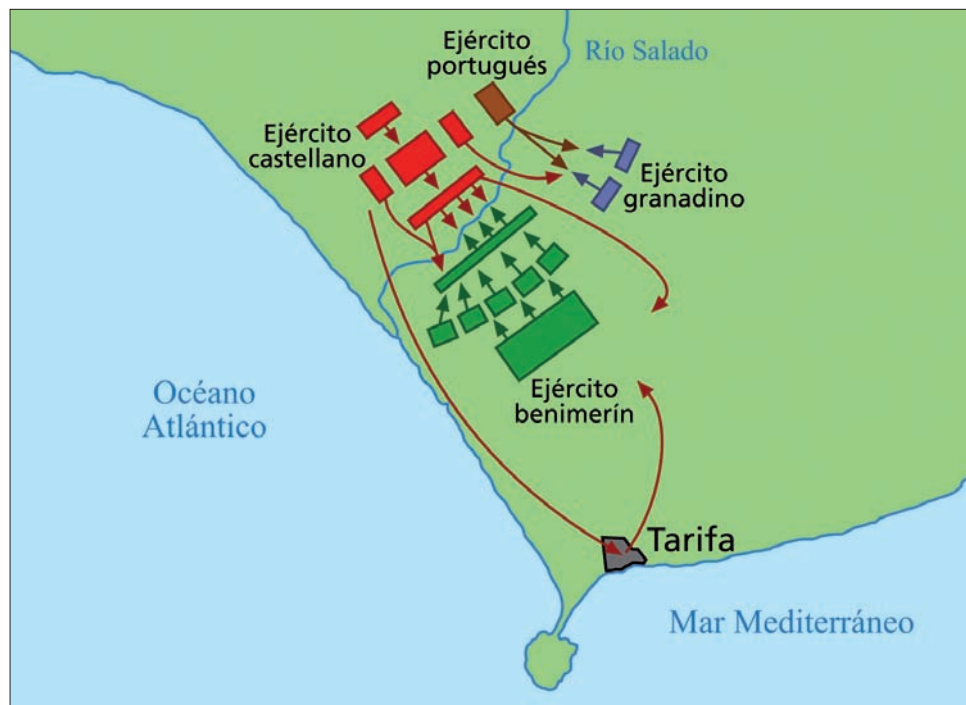 Ejército
portugués
Río Salado
Ejército
castellano
Ejército
granadino
Océano
Atlántico
Ejército
benimerín
Tarifa
Mar Mediterráneo